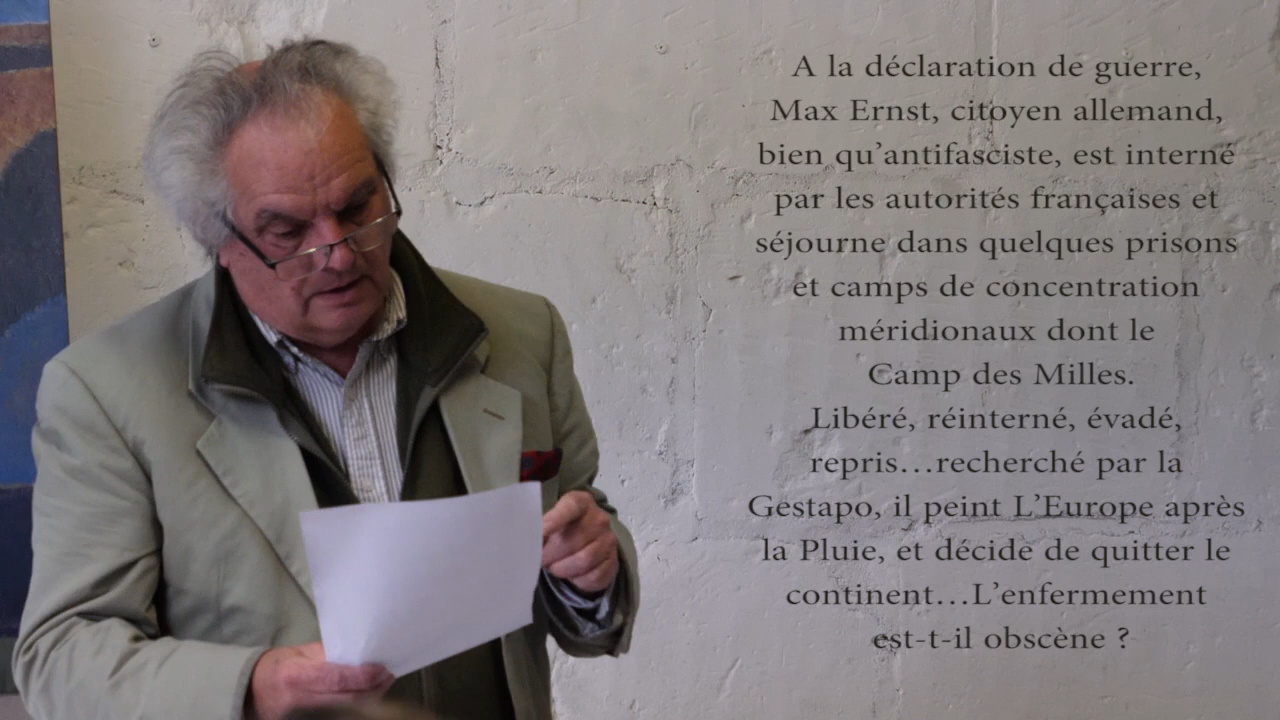 A la déclaration de guerre,
Max Ernst, citoyen allemand,
bien qu'antifasciste, est interné
par les autorités françaises et
séjourne dans quelques prisons
et camps de concentration
méridionaux dont le
Camp des Milles.
Libéré, réinterné, évadé,
repris…recherché par la
Gestapo, il peint L'Europe après
la Pluie, et décide de quitter le
continent…L'enfermement
est-t-il obscène ?